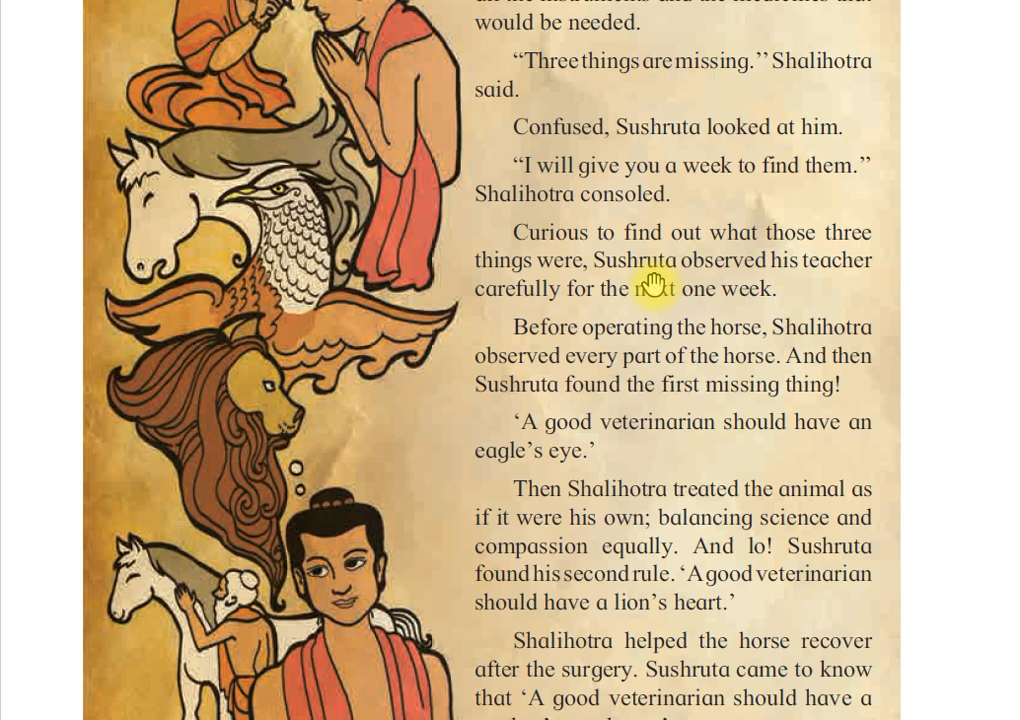 would be needed.
“Three things are missing.’’ Shalihotra
said.
Confused, Sushruta looked at him.
“I will give you a week to find them.”
Shalihotra consoled.
Curious to find out what those three
things were, Sushruta observed his teacher
carefully for the next one week.
Before operating the horse, Shalihotra
observed every part of the horse. And then
Sushruta found the first missing thing!
‘A good veterinarian should have an
eagle’s eye.’
Then Shalihotra treated the animal as
if it were his own; balancing science and
compassion equally. And lo! Sushruta
found his second rule. ‘A good veterinarian
should have a lion’s heart.’
Shalihotra helped the horse recover
after the surgery. Sushruta came to know
that ‘A good veterinarian should have a